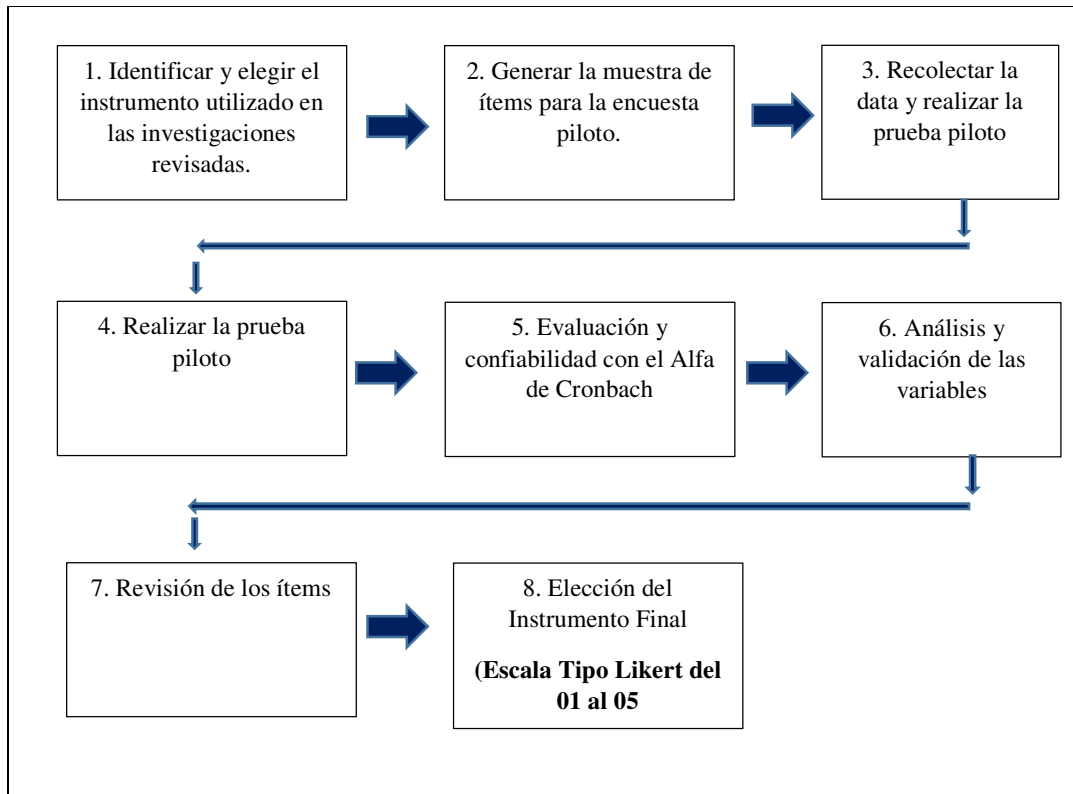 1. Identificar y elegir el
instrumento utilizado en
las investigaciones
revisadas.
2. Generar la muestra de
ítems para la encuesta
piloto.
3. Recolectar la
data y realizar la
prueba piloto
4. Realizar la prueba
piloto
5. Evaluación y
confiabilidad con el Alfa
de Cronbach
6. Análisis y
validación de las
variables
7. Revisión de los ítems
8. Elección del
Instrumento Final
(Escala Tipo Likert del
01 al 05